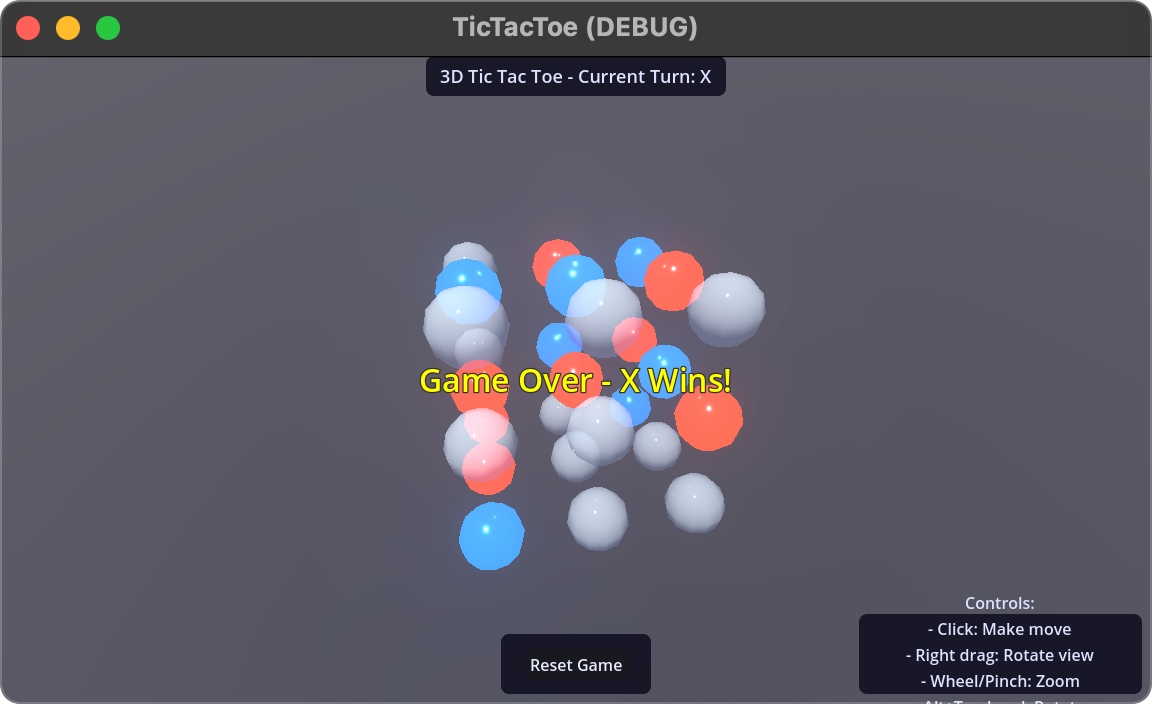 TicTacToe (DEBUG)
3D Tic Tac Toe - Current Turn: X
Game Over - X Wins!
Controls:
- Click: Make move
- Right drag: Rotate view
- Wheel/Pinch: Zoom
Reset Game